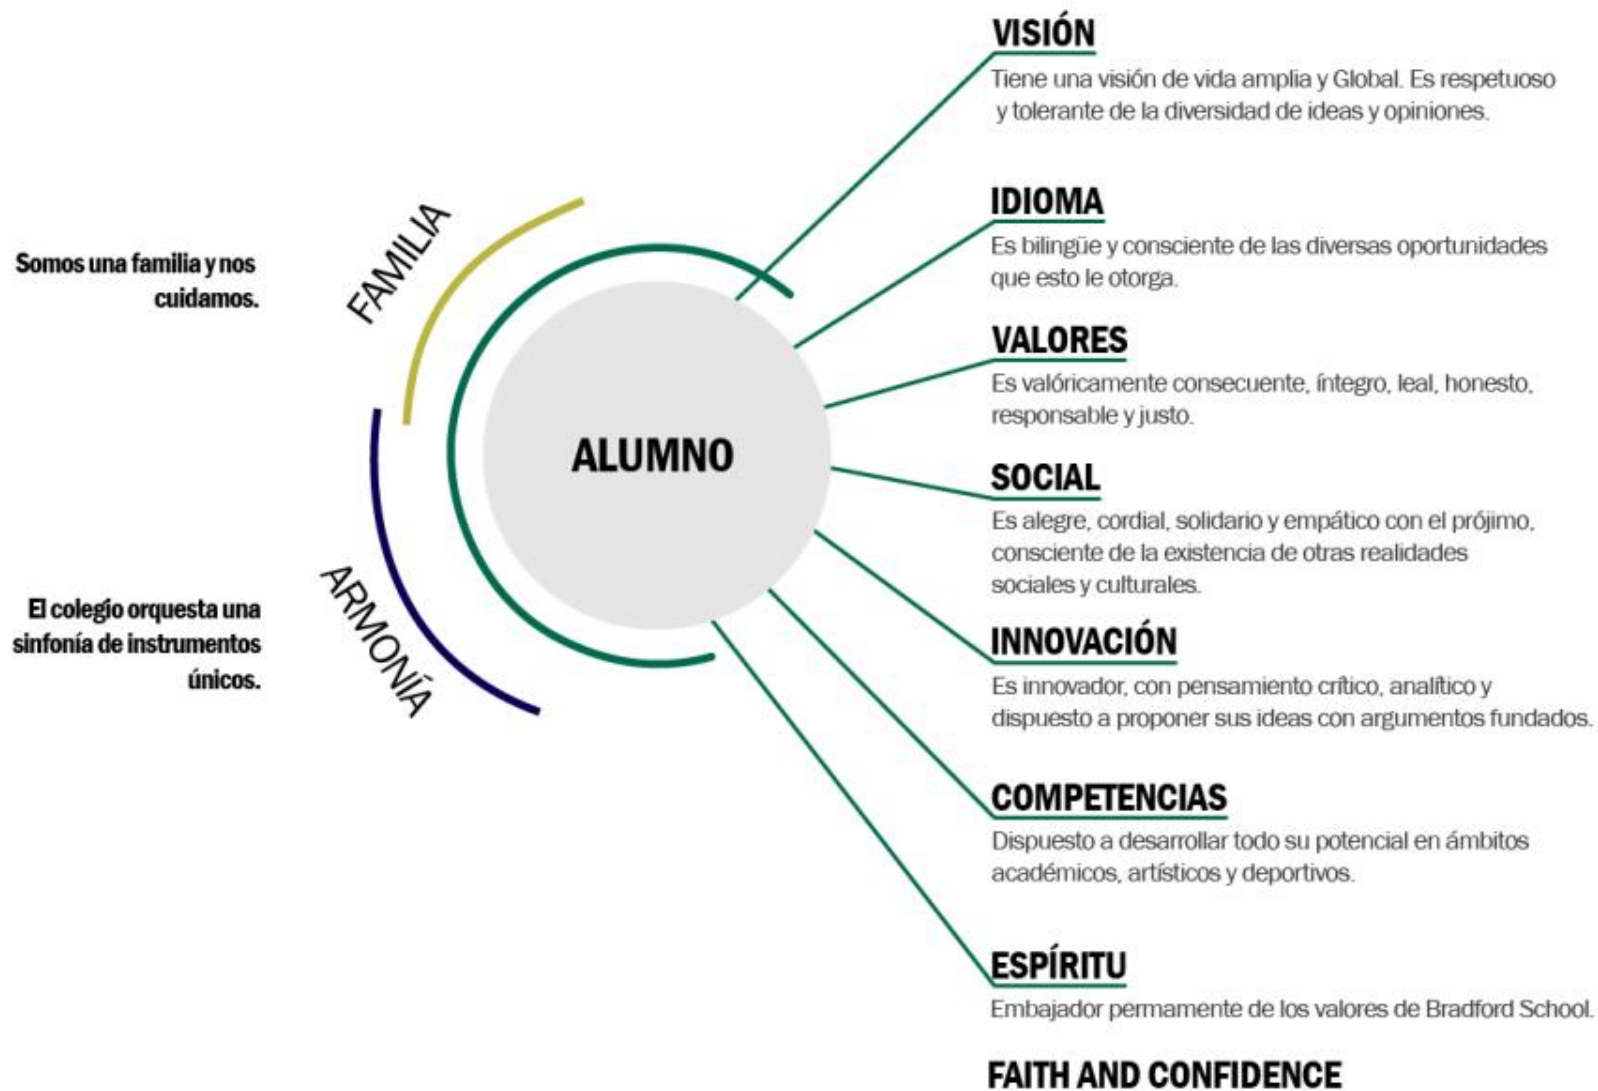 Somos una familia y nos
cuidamos.
FAMILIA
El colegio orquesta una
sinfonía de instrumentos
únicos.
ARMONÍA
ALUMNO
VISIÓN
Tiene una visión de vida amplia y Global. Es respetuoso
y tolerante de la diversidad de ideas y opiniones.
IDIOMA
Es bilingüe y consciente de las diversas oportunidades
que esto le otorga.
VALORES
Es valóricamente consecuente, íntegro, leal, honesto,
responsable y justo.
SOCIAL
Es alegre, cordial, solidario y empático con el prójimo,
consciente de la existencia de otras realidades
sociales y culturales.
INNOVACIÓN
Es innovador, con pensamiento crítico, analítico y
dispuesto a proponer sus ideas con argumentos fundados.
COMPETENCIAS
Dispuesto a desarrollar todo su potencial en ámbitos
académicos, artísticos y deportivos.
ESPÍRITU
Embajador permamente de los valores de Bradford School.
FAITH AND CONFIDENCE